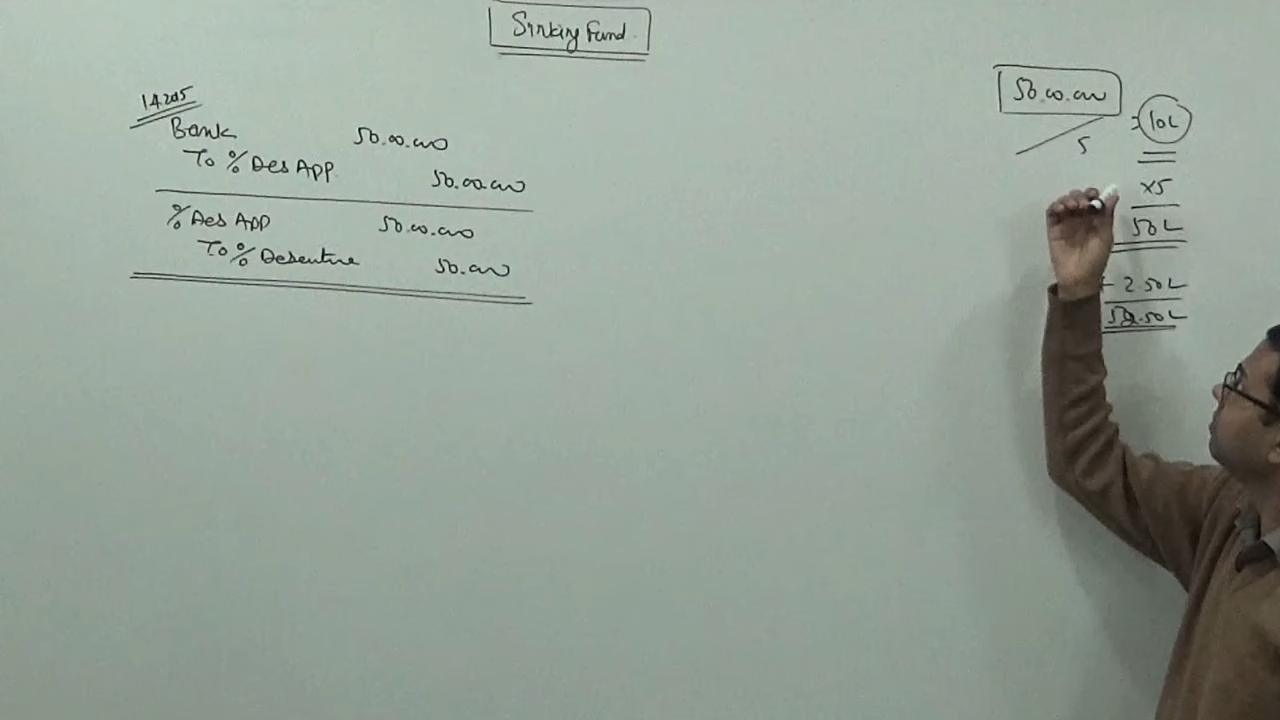 Sinking Fund
1.4.2015
Bank 50.00.000
To % Deb App 50.00.000
% Deb App 50.00.000
To % Debenture 50.000
50.00.000
5
= 10L
x5
50L
+ 2.50L
52.50L